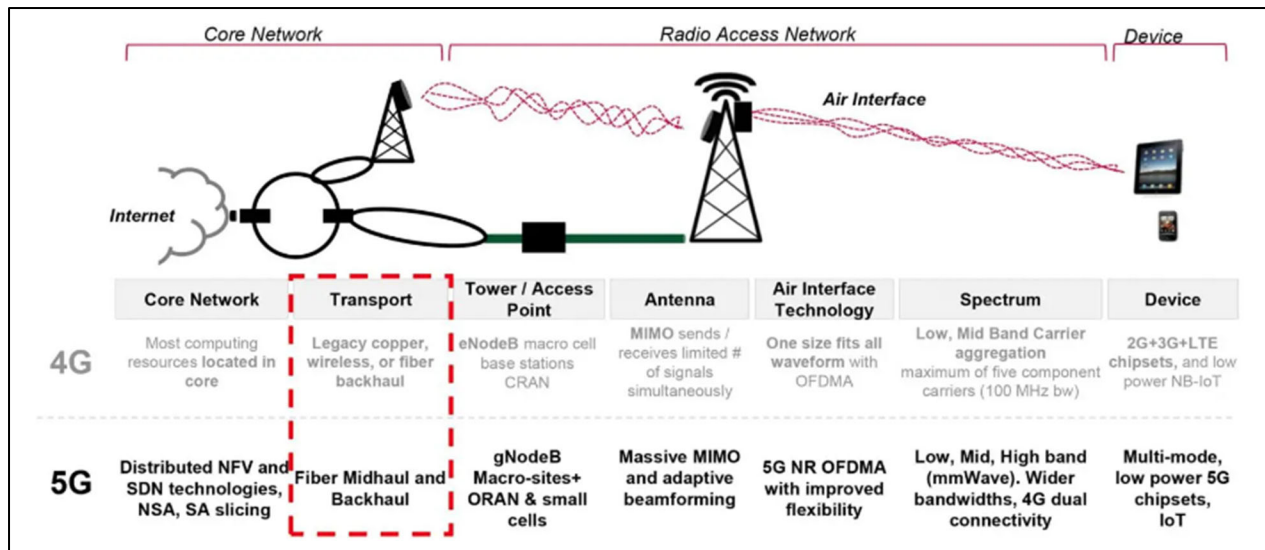 Core Network
Radio Access Network
Device
Air Interface
Internet
Core Network
Transport
Tower / Access
Point
Antenna
Air Interface
Technology
Spectrum
Device
4G
Most computing
resources located in
core
Legacy copper,
wireless, or fiber
backhaul
eNodeB macro cell
base stations
CRAN
MIMO sends /
receives limited #
of signals
simultaneously
One size fits all
waveform with
OFDMA
Low, Mid Band Carrier
aggregation
maximum of five component
carriers (100 MHz bw)
2G+3G+LTE
chipsets, and low
power NB-IoT
5G
Distributed NFV and
SDN technologies,
NSA, SA slicing
Fiber Midhaul and
Backhaul
gNodeB
Macro-sites+
ORAN & small
cells
Massive MIMO
and adaptive
beamforming
5G NR OFDMA
with improved
flexibility
Low, Mid, High band
(mmWave). Wider
bandwidths, 4G dual
connectivity
Multi-mode,
low power 5G
chipsets,
IoT